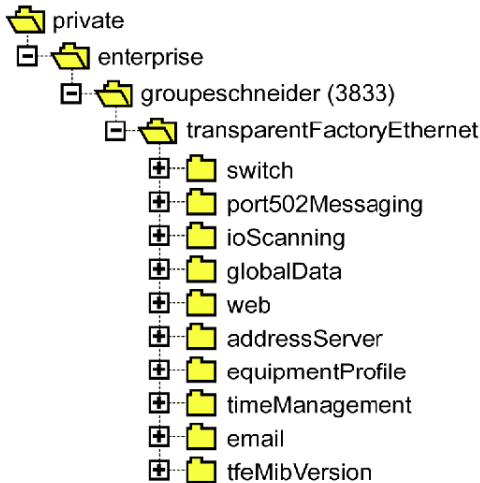 private
enterprise
groupeschneider (3833)
transparentFactoryEthernet
switch
port502Messaging
ioScanning
globalData
web
addressServer
equipmentProfile
timeManagement
email
tfeMibVersion